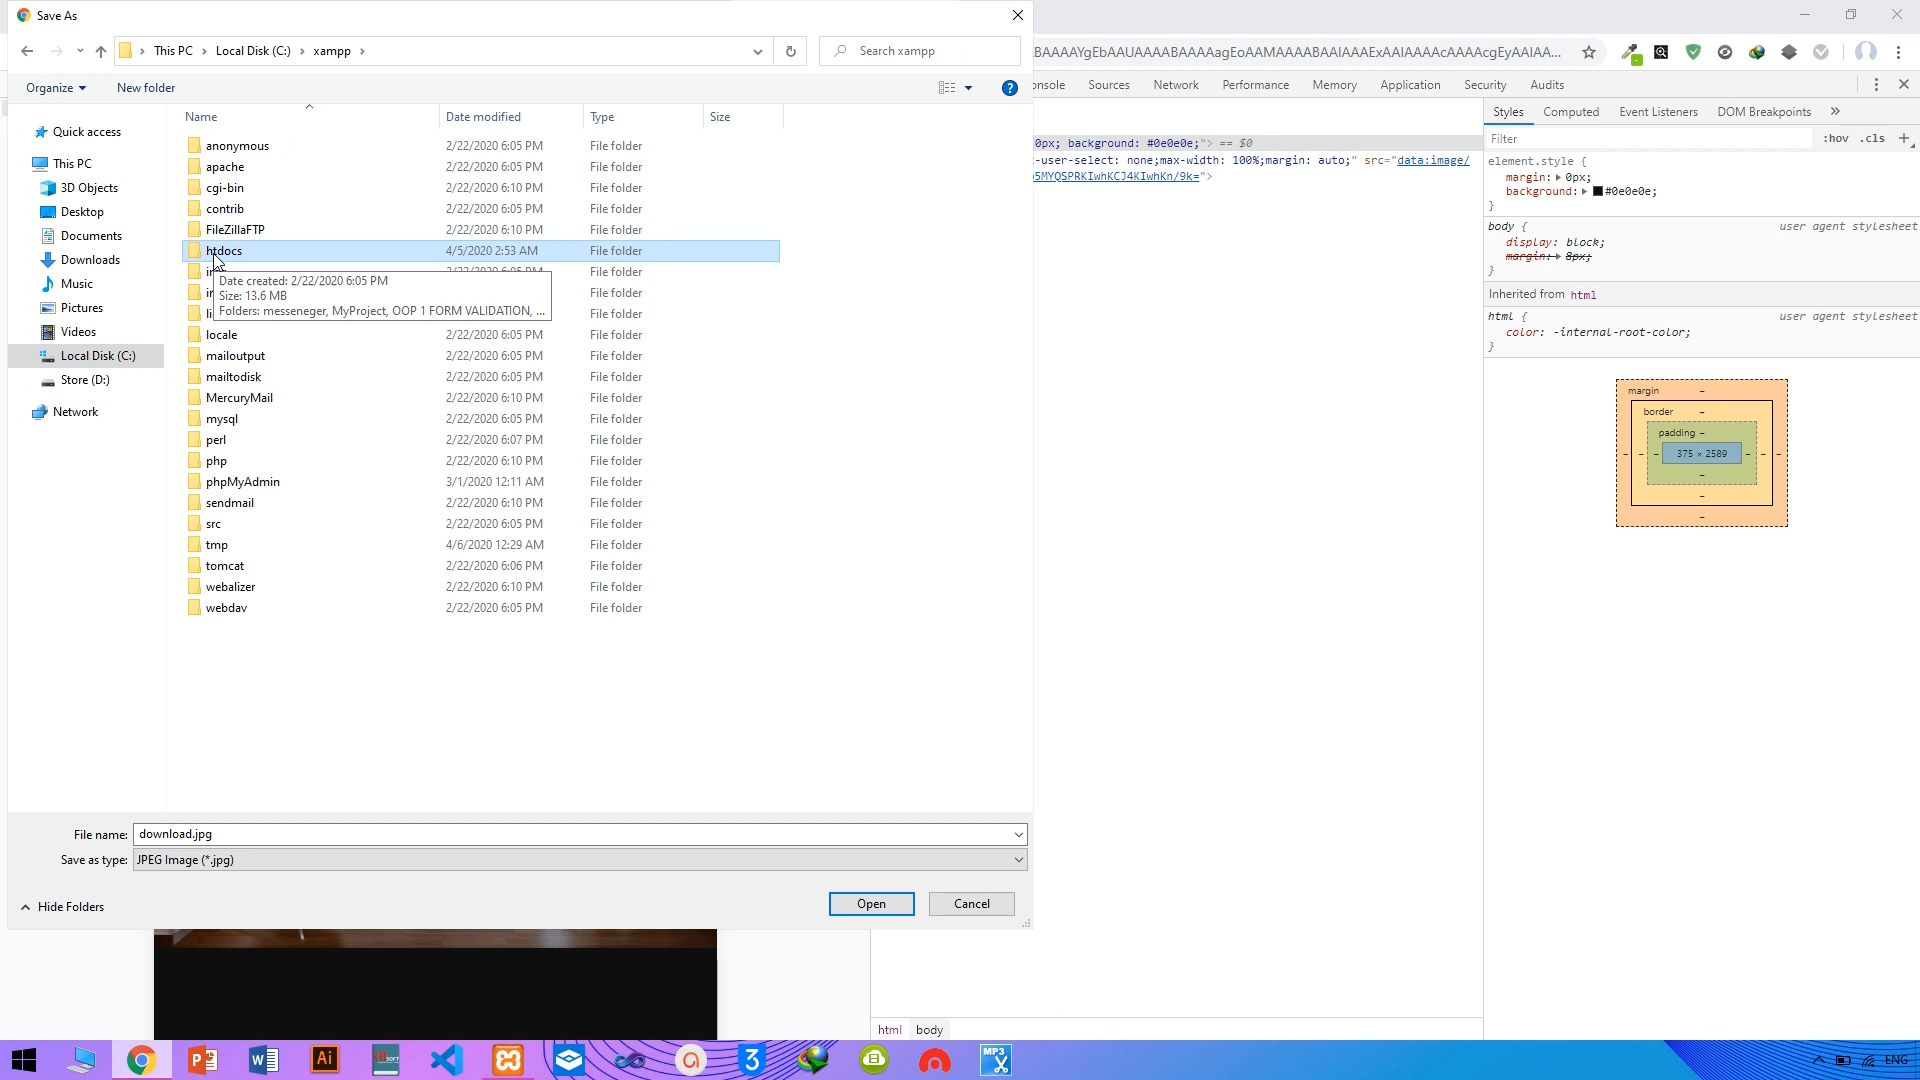 Save As
This PC > Local Disk (C:) > xampp >
Search xampp
Organize
New folder
Name
Date modified
Type
Size
Quick access
This PC
3D Objects
Desktop
Documents
Downloads
Music
Pictures
Videos
Local Disk (C:)
Store (D:)
Network
anonymous 2/22/2020 6:05 PM File folder
apache 2/22/2020 6:05 PM File folder
cgi-bin 2/22/2020 6:10 PM File folder
contrib 2/22/2020 6:05 PM File folder
FileZillaFTP 2/22/2020 6:10 PM File folder
htdocs 4/5/2020 2:53 AM File folder
File folder
File folder
File folder
Date created: 2/22/2020 6:05 PM
Size: 13.6 MB
Folders: messeneger, MyProject, OOP 1 FORM VALIDATION, ...
locale 2/22/2020 6:05 PM File folder
mailoutput 2/22/2020 6:05 PM File folder
mailtodisk 2/22/2020 6:05 PM File folder
MercuryMail 2/22/2020 6:10 PM File folder
mysql 2/22/2020 6:05 PM File folder
perl 2/22/2020 6:07 PM File folder
php 2/22/2020 6:10 PM File folder
phpMyAdmin 3/1/2020 12:11 AM File folder
sendmail 2/22/2020 6:10 PM File folder
src 2/22/2020 6:05 PM File folder
tmp 4/6/2020 12:29 AM File folder
tomcat 2/22/2020 6:06 PM File folder
webalizer 2/22/2020 6:10 PM File folder
webdav 2/22/2020 6:05 PM File folder
File name: download.jpg
Save as type: JPEG Image (*.jpg)
Hide Folders
Open
Cancel
onsole Sources Network Performance Memory Application Security Audits
0px; background: #0e0e0e;"> == $0
-user-select: none;max-width: 100%;margin: auto;" src="data:image/
5MYQSPRKIwhKCJ4KIwhKn/9k=">
Styles Computed Event Listeners DOM Breakpoints »
Filter
:hov .cls +
element.style {
margin: 0px;
background: #0e0e0e;
}
body { user agent stylesheet
display: block;
margin: 8px;
}
Inherited from html
html { user agent stylesheet
color: -internal-root-color;
}
margin –
border –
padding –
375 × 2589
html body
Ai
3
MP3
ENG